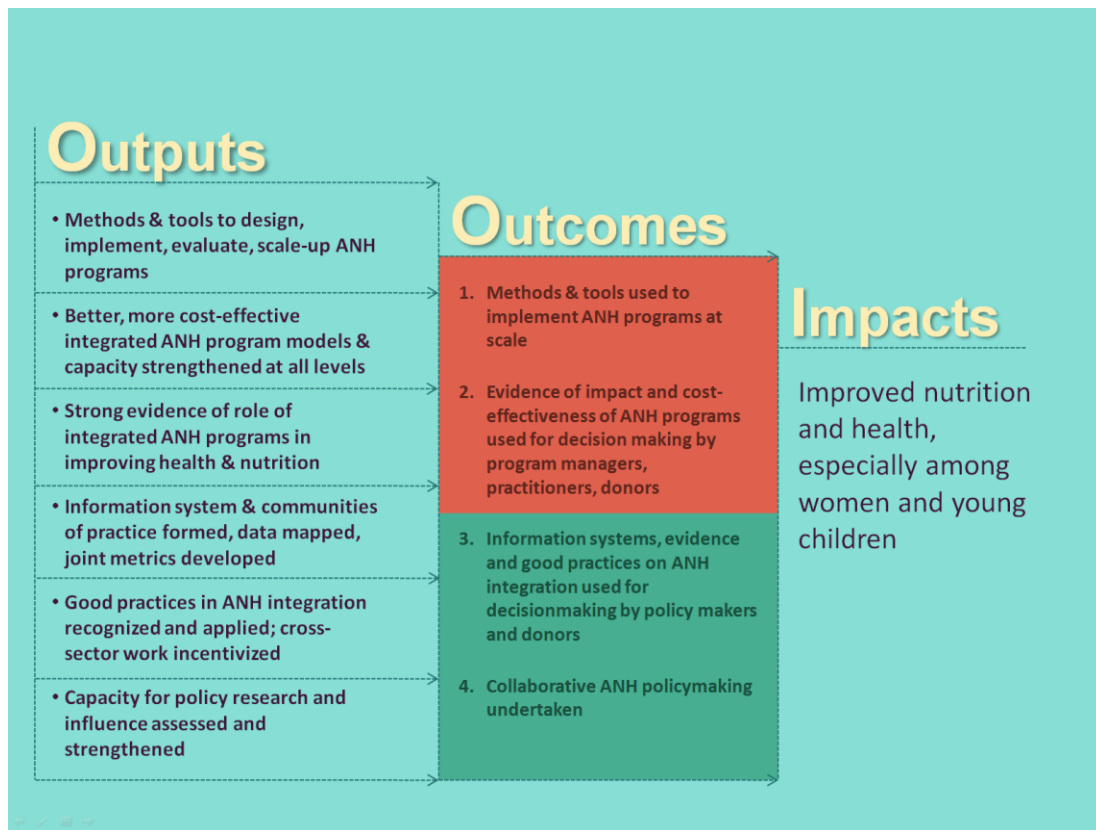 Outputs
• Methods & tools to design,
implement, evaluate, scale-up ANH
programs
• Better, more cost-effective
integrated ANH program models &
capacity strengthened at all levels
• Strong evidence of role of
integrated ANH programs in
improving health & nutrition
• Information system & communities
of practice formed, data mapped,
joint metrics developed
• Good practices in ANH integration
recognized and applied; cross-
sector work incentivized
• Capacity for policy research and
influence assessed and
strengthened
Outcomes
1. Methods & tools used to
implement ANH programs at
scale
2. Evidence of impact and cost-
effectiveness of ANH programs
used for decision making by
program managers,
practitioners, donors
3. Information systems, evidence
and good practices on ANH
integration used for
decisionmaking by policy makers
and donors
4. Collaborative ANH policymaking
undertaken
Impacts
Improved nutrition
and health,
especially among
women and young
children